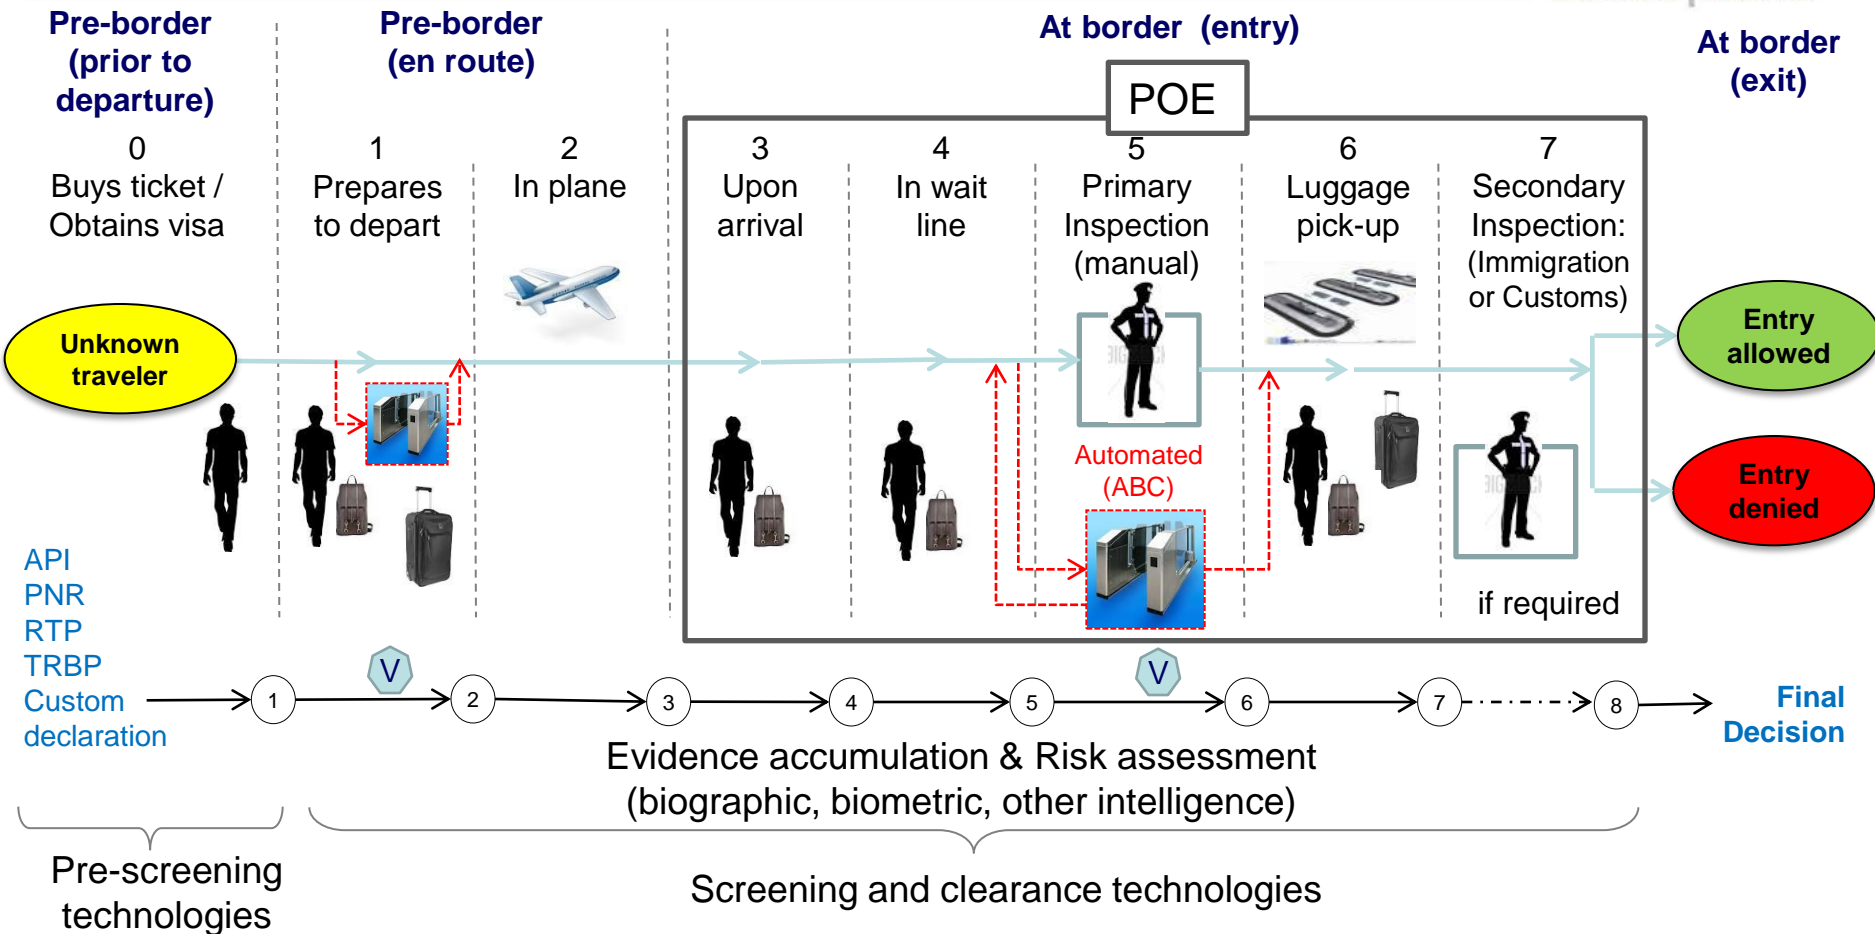 Pre-border
(prior to
departure)
Pre-border
(en route)
At border (entry)
At border
(exit)
POE
0
Buys ticket /
Obtains visa
1
Prepares
to depart
2
In plane
3
Upon
arrival
4
In wait
line
5
Primary
Inspection
(manual)
6
Luggage
pick-up
7
Secondary
Inspection:
(Immigration
or Customs)
Unknown
traveler
Entry
allowed
Entry
denied
Automated
(ABC)
if required
API
PNR
RTP
TRBP
Custom
declaration
V
V
1
2
3
4
5
6
7
8
Final
Decision
Evidence accumulation & Risk assessment
(biographic, biometric, other intelligence)
Pre-screening
technologies
Screening and clearance technologies